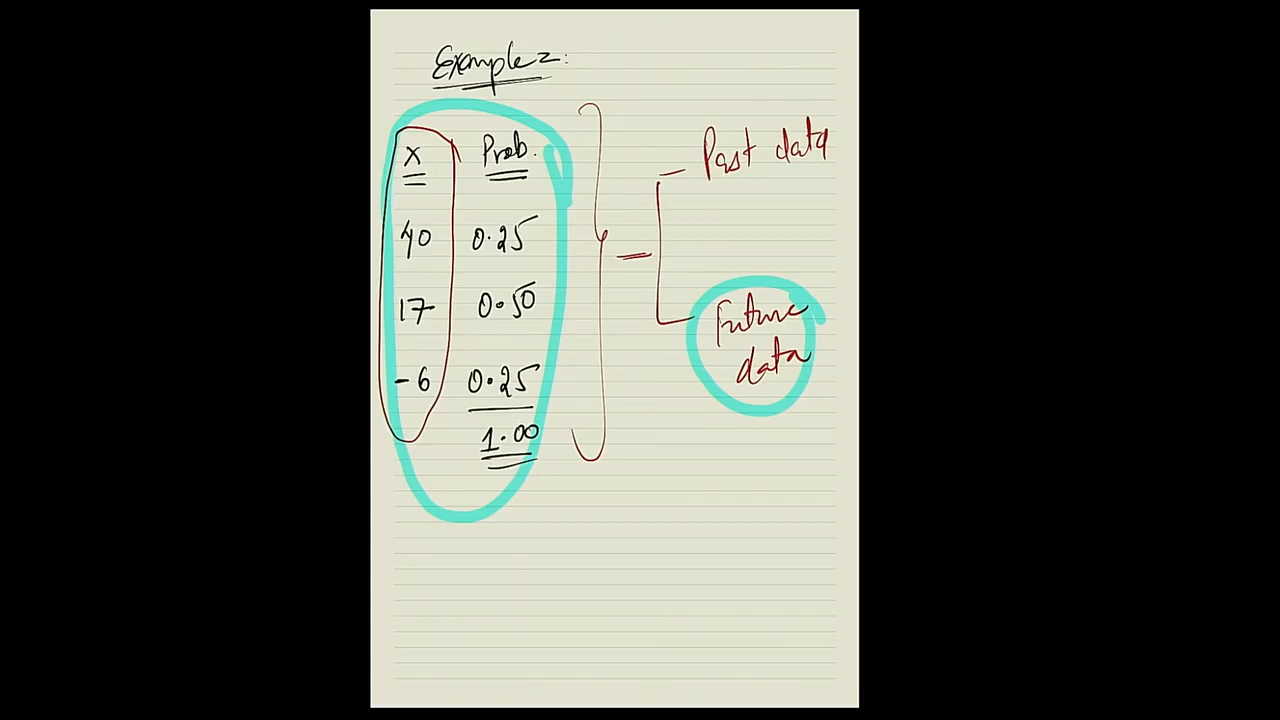 Example 2:
X Prob.
40 0.25
17 0.50
-6 0.25
1.00
Past data
Future
data